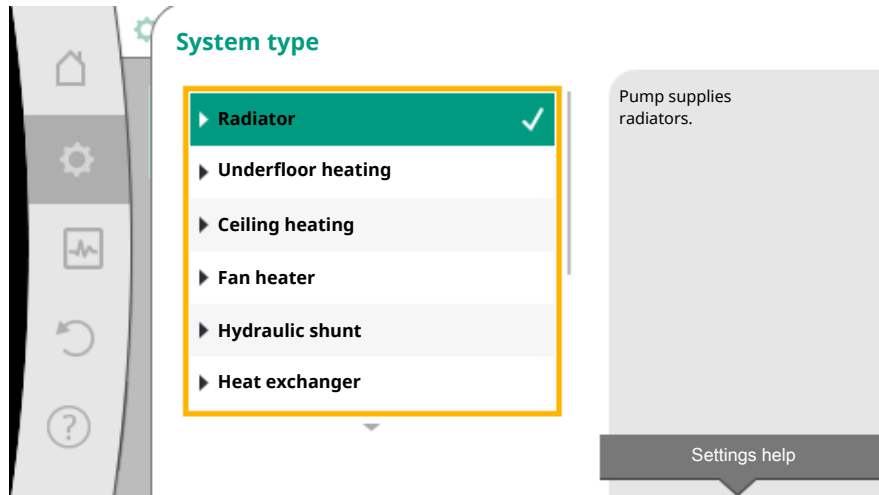 System type
Radiator
Underfloor heating
Ceiling heating
Fan heater
Hydraulic shunt
Heat exchanger
Pump supplies
radiators.
Settings help
?